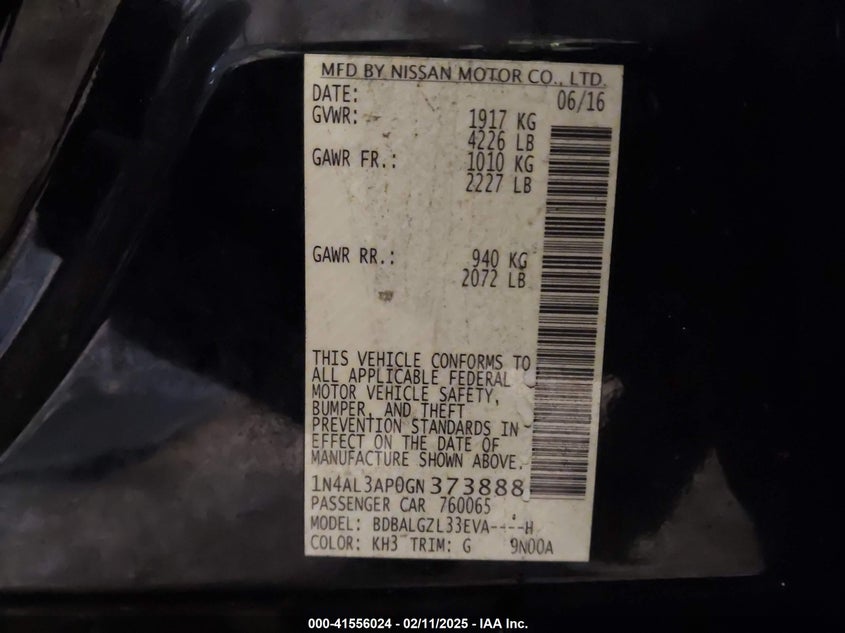 MFD BY NISSAN MOTOR CO., LTD.
DATE: 06/16
GVWR: 1917 KG
4226 LB
GAWR FR.: 1010 KG
2227 LB
GAWR RR.: 940 KG
2072 LB
THIS VEHICLE CONFORMS TO
ALL APPLICABLE FEDERAL
MOTOR VEHICLE SAFETY,
BUMPER, AND THEFT
PREVENTION STANDARDS IN
EFFECT ON THE DATE OF
MANUFACTURE SHOWN ABOVE.
1N4AL3AP0GN373888
PASSENGER CAR 760065
MODEL: BDBALGZL33EVA----H
COLOR: KH3 TRIM: G 9N00A
000-41556024 - 02/11/2025 - IAA Inc.